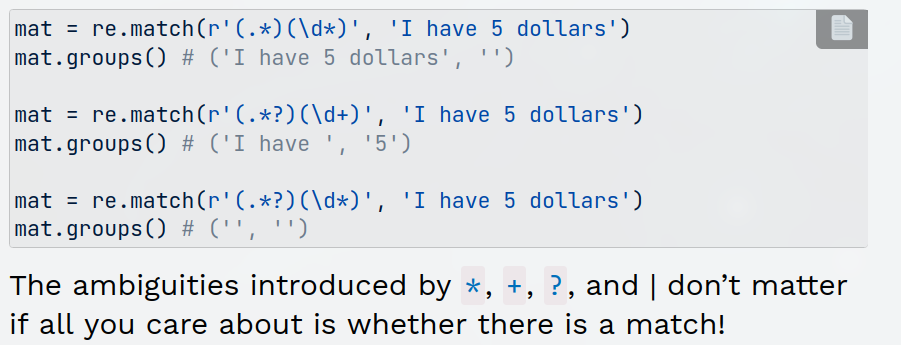 mat = re.match(r'(.*)(\d*)', 'I have 5 dollars')
mat.groups() # ('I have 5 dollars', '')
mat = re.match(r'(.*?)(\d+)', 'I have 5 dollars')
mat.groups() # ('I have ', '5')
mat = re.match(r'(.*?)(\d*)', 'I have 5 dollars')
mat.groups() # ('', '')
The ambiguities introduced by *, +, ?, and | don’t matter
if all you care about is whether there is a match!